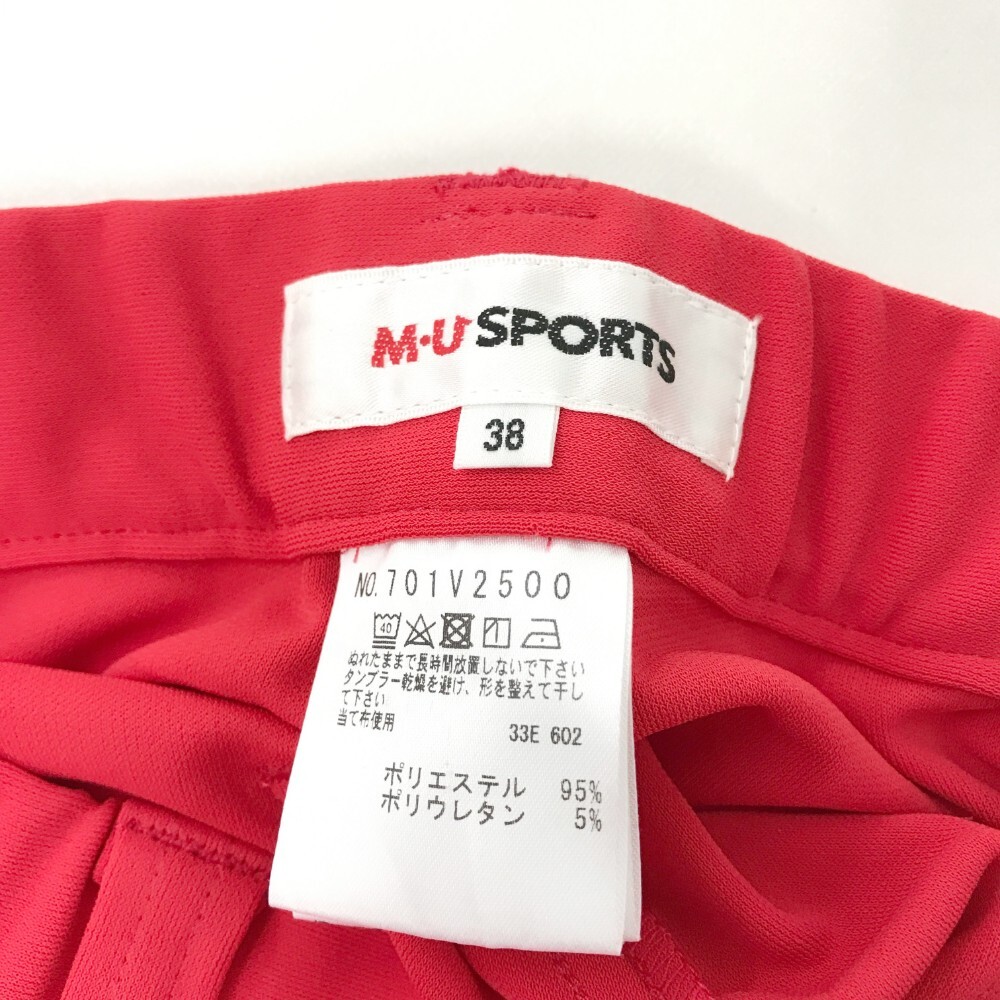 M・U SPORTS
38
NO.701V2500
40
ぬれたままで長時間放置しないで下さい
タンブラー乾燥を避け、形を整えて干し
て下さい
当て布使用
33E 602
ポリエステル 95%
ポリウレタン 5%